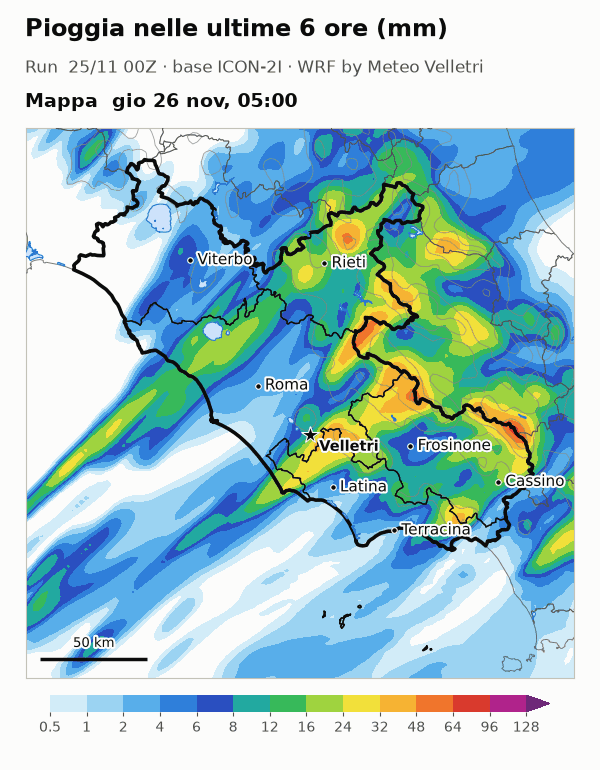 Pioggia nelle ultime 6 ore (mm)
Run  25/11 00Z · base ICON-2I · WRF by Meteo Velletri
Mappa  gio 26 nov, 05:00
Viterbo
Rieti
Roma
Velletri
Frosinone
Latina
Cassino
Terracina
50 km
0.5 1 2 4 6 8 12 16 24 32 48 64 96 128